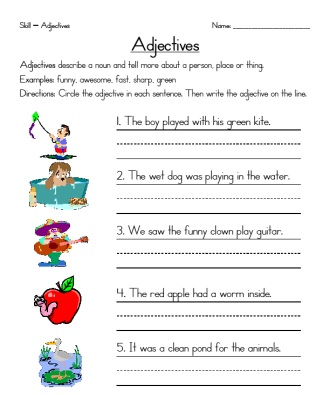 Skill – Adjectives Name: ____________________
Adjectives
Adjectives describe a noun and tell more about a person, place or thing.
Examples: funny, awesome, fast, sharp, green
Directions: Circle the adjective in each sentence. Then write the adjective on the line.
1. The boy played with his green kite.
2. The wet dog was playing in the water.
3. We saw the funny clown play guitar.
4. The red apple had a worm inside.
5. It was a clean pond for the animals.